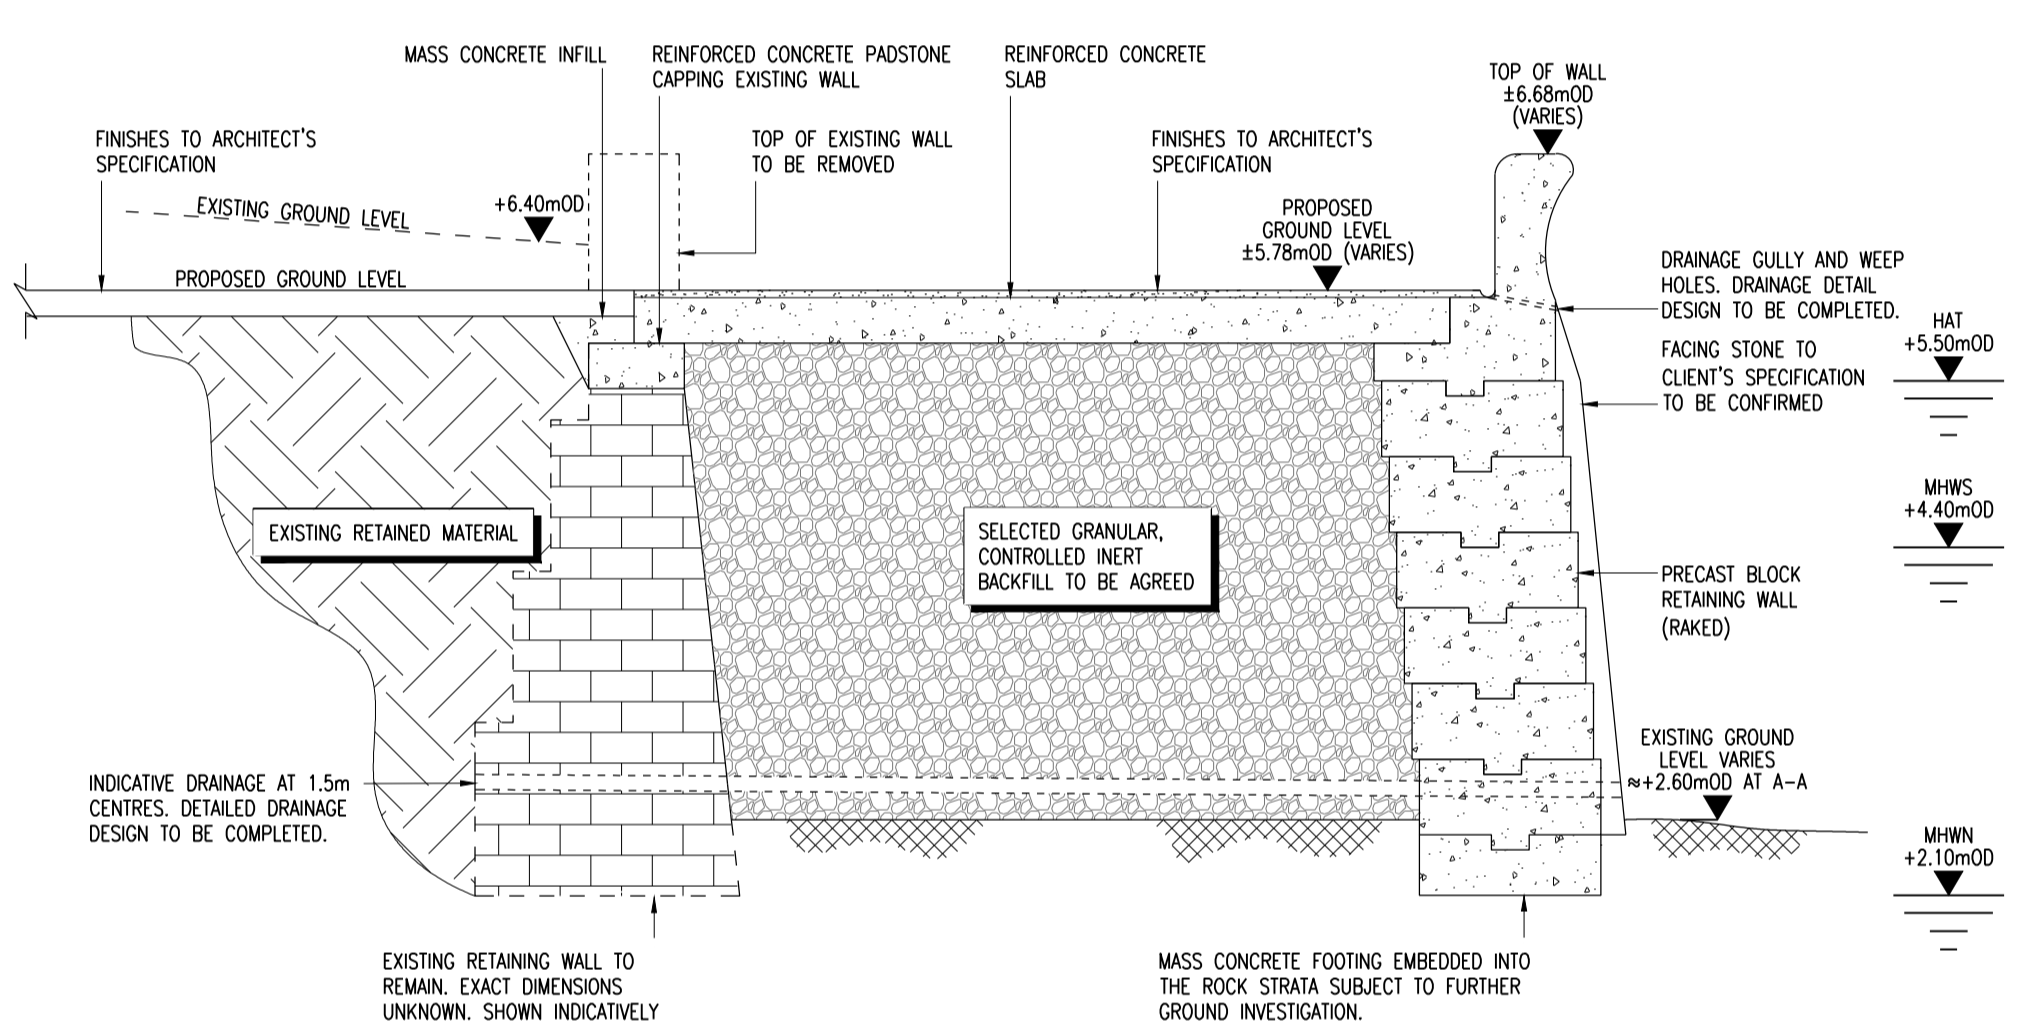 MASS CONCRETE INFILL
REINFORCED CONCRETE PADSTONE
CAPPING EXISTING WALL
REINFORCED CONCRETE
SLAB
TOP OF WALL
±6.68mOD
(VARIES)
FINISHES TO ARCHITECT'S
SPECIFICATION
TOP OF EXISTING WALL
TO BE REMOVED
FINISHES TO ARCHITECT'S
SPECIFICATION
EXISTING GROUND LEVEL
+6.40mOD
PROPOSED
GROUND LEVEL
±5.78mOD (VARIES)
PROPOSED GROUND LEVEL
DRAINAGE GULLY AND WEEP
HOLES. DRAINAGE DETAIL
DESIGN TO BE COMPLETED.
HAT
+5.50mOD
FACING STONE TO
CLIENT'S SPECIFICATION
TO BE CONFIRMED
MHWS
+4.40mOD
EXISTING RETAINED MATERIAL
SELECTED GRANULAR,
CONTROLLED INERT
BACKFILL TO BE AGREED
PRECAST BLOCK
RETAINING WALL
(RAKED)
EXISTING GROUND
LEVEL VARIES
≈+2.60mOD AT A-A
INDICATIVE DRAINAGE AT 1.5m
CENTRES. DETAILED DRAINAGE
DESIGN TO BE COMPLETED.
MHWN
+2.10mOD
EXISTING RETAINING WALL TO
REMAIN. EXACT DIMENSIONS
UNKNOWN. SHOWN INDICATIVELY
MASS CONCRETE FOOTING EMBEDDED INTO
THE ROCK STRATA SUBJECT TO FURTHER
GROUND INVESTIGATION.